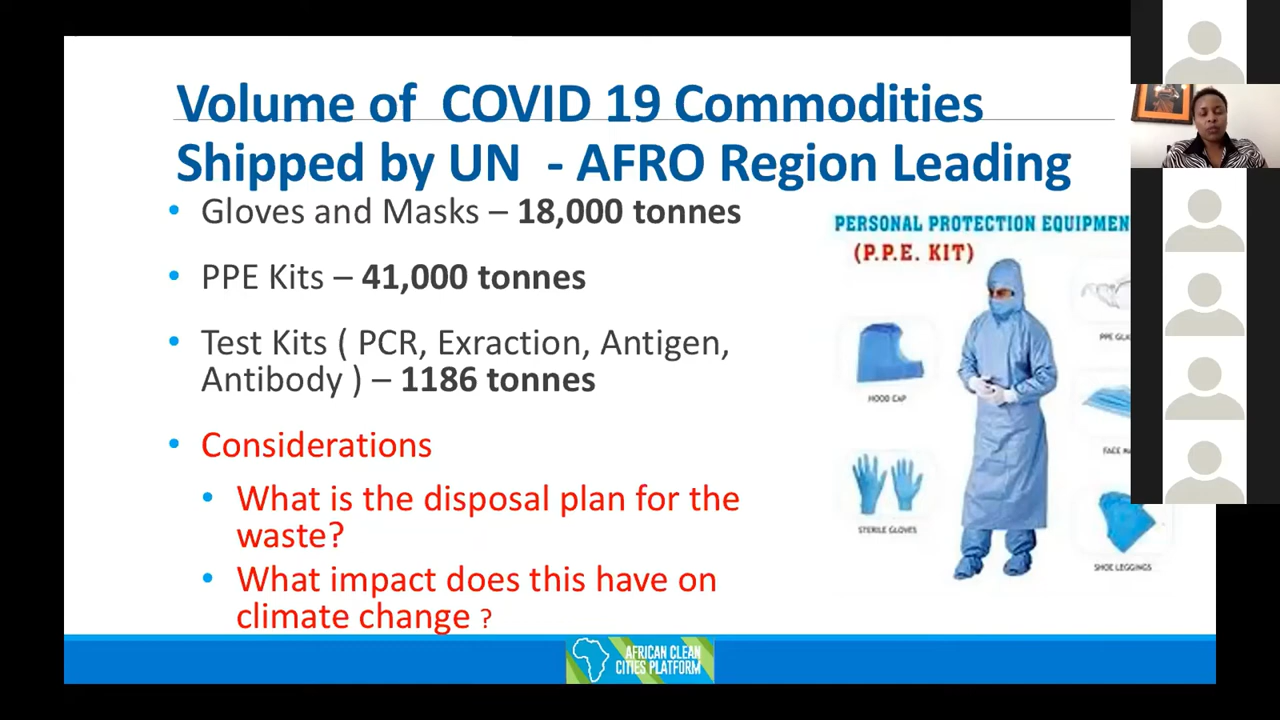 Volume of COVID 19 Commodities
Shipped by UN - AFRO Region Leading
• Gloves and Masks – 18,000 tonnes
• PPE Kits – 41,000 tonnes
• Test Kits ( PCR, Exraction, Antigen,
Antibody ) – 1186 tonnes
• Considerations
• What is the disposal plan for the
waste?
• What impact does this have on
climate change ?
PERSONAL PROTECTION EQUIPMEN
(P.P.E. KIT)
PPE
HOOD CAP
FACE
STERILE GLOVES
SHOE LEGGINGS
AFRICAN CLEAN
CITIES PLATFORM